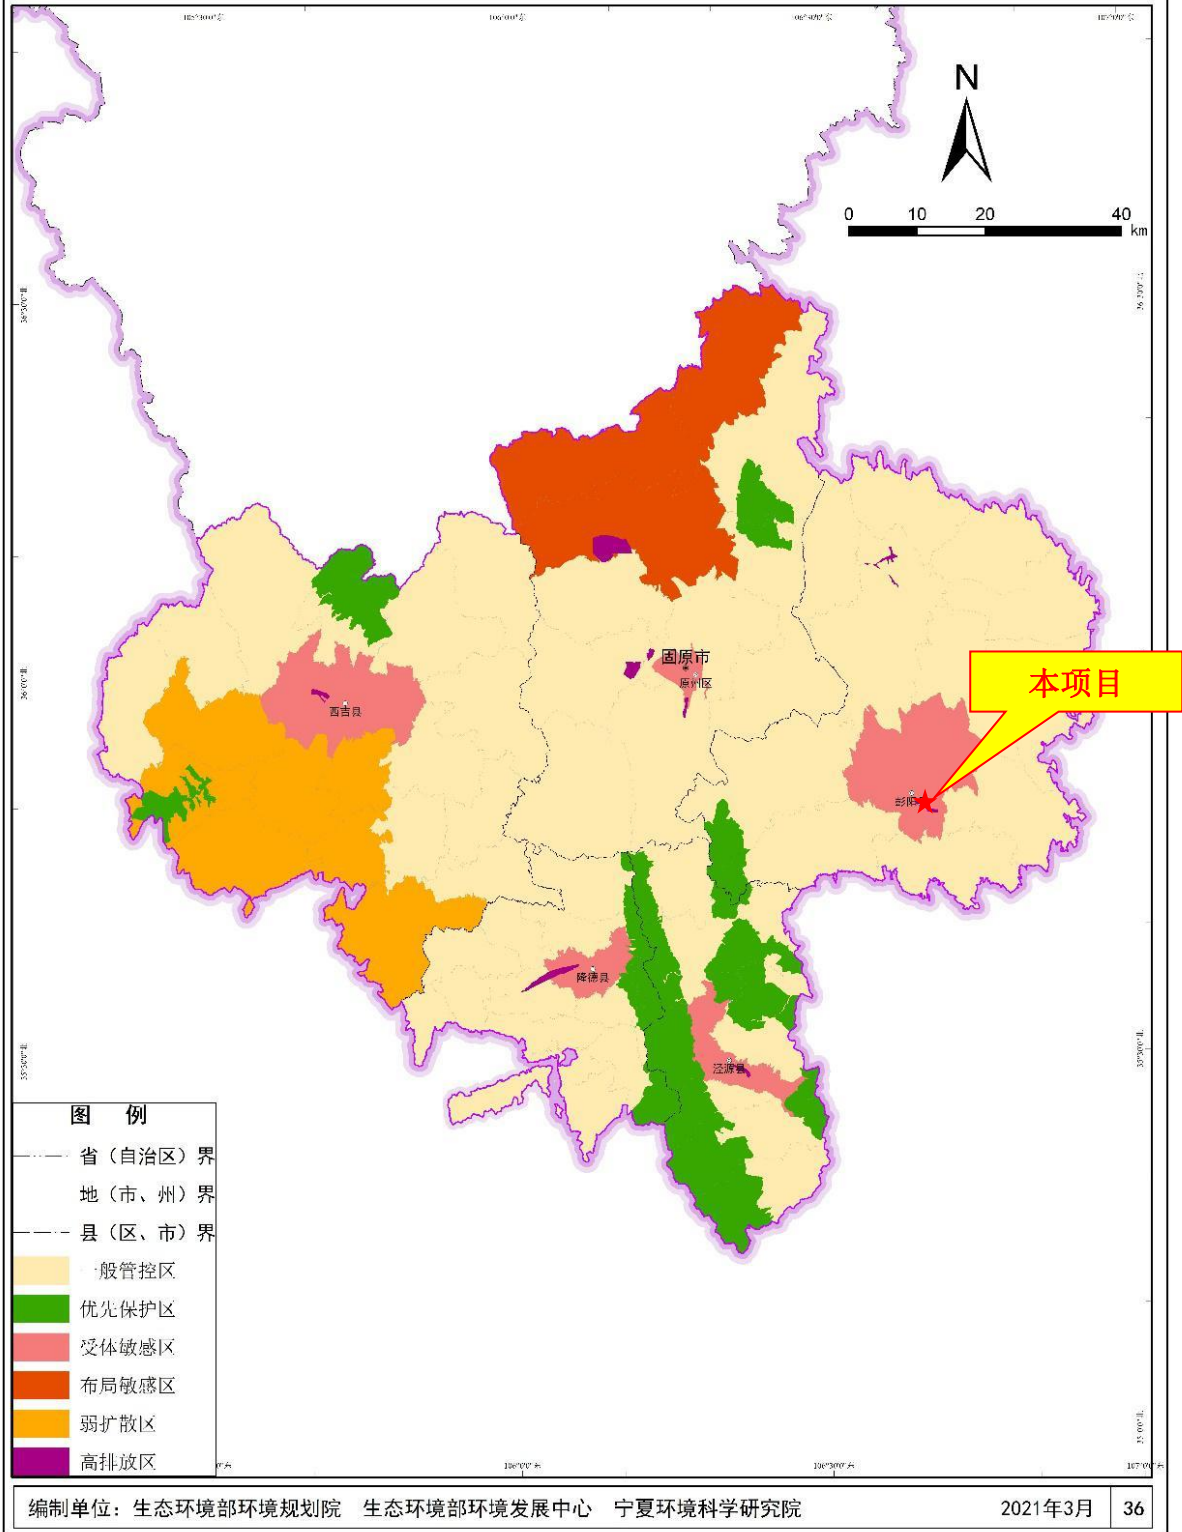 N
0 10 20 40
km
固原市
原州区
本项目
西吉县
彭阳
隆德县
泾源县
图 例
省（自治区）界
地（市、州）界
县（区、市）界
一般管控区
优先保护区
受体敏感区
布局敏感区
弱扩散区
高排放区
编制单位：生态环境部环境规划院 生态环境部环境发展中心 宁夏环境科学研究院 2021年3月 36